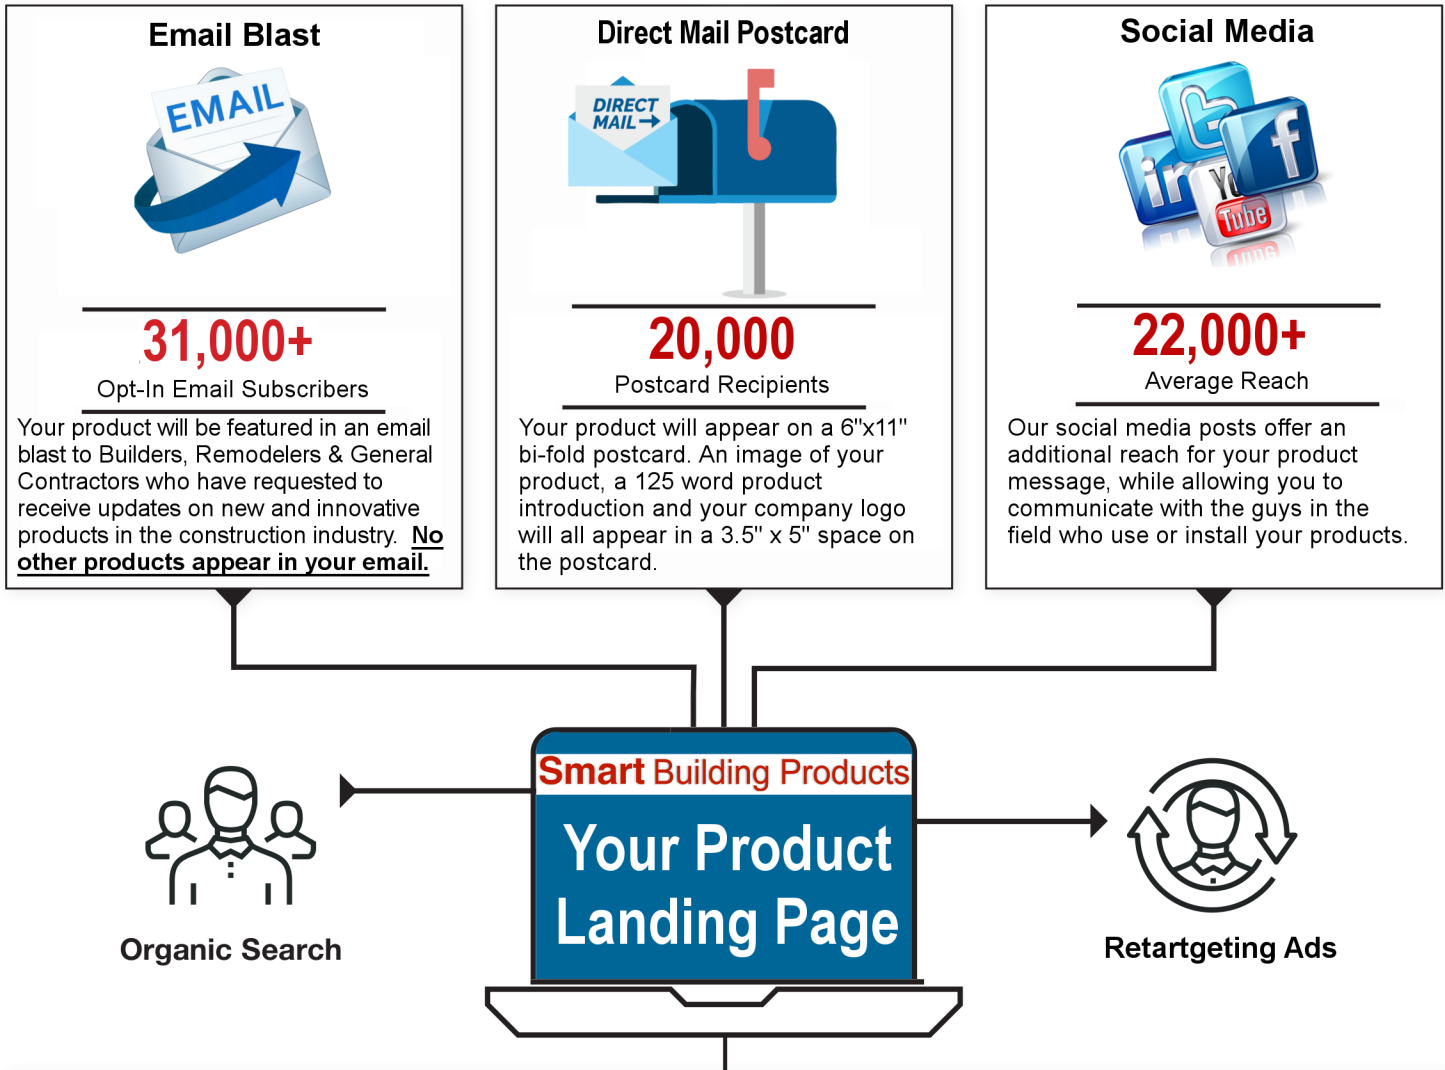 Email Blast
EMAIL
31,000+
Opt-In Email Subscribers
Your product will be featured in an email
blast to Builders, Remodelers & General
Contractors who have requested to
receive updates on new and innovative
products in the construction industry. No
other products appear in your email.
Direct Mail Postcard
DIRECT
MAIL
20,000
Postcard Recipients
Your product will appear on a 6"x11"
bi-fold postcard. An image of your
product, a 125 word product
introduction and your company logo
will all appear in a 3.5" x 5" space on
the postcard.
Social Media
in
f
Tube
22,000+
Average Reach
Our social media posts offer an
additional reach for your product
message, while allowing you to
communicate with the guys in the
field who use or install your products.
Smart Building Products
Your Product
Landing Page
Organic Search
Retartgeting Ads